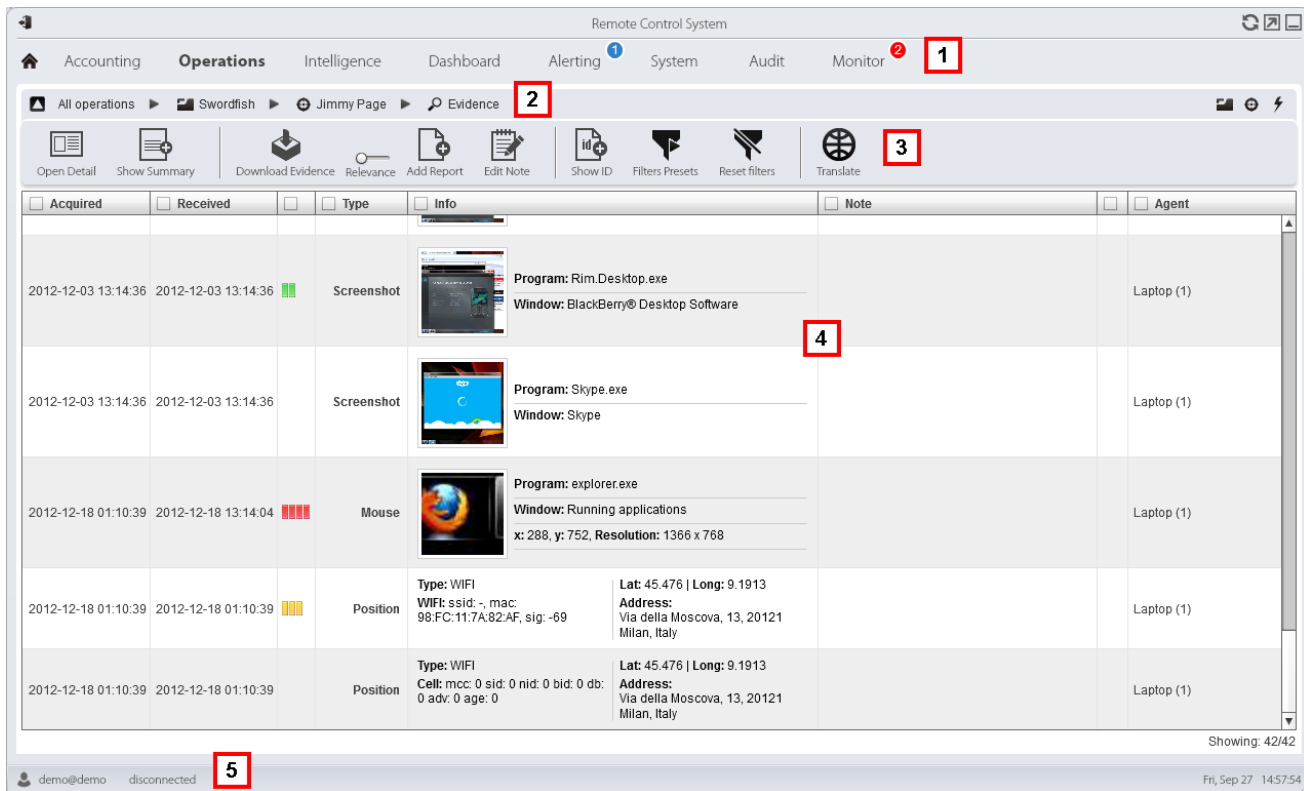 Remote Control System
Accounting Operations Intelligence Dashboard Alerting 1 System Audit Monitor 2 1
All operations Swordfish Jimmy Page Evidence 2
Open Detail Show Summary Download Evidence Relevance Add Report Edit Note Show ID Filters Presets Reset filters Translate 3
Acquired Received Type Info Note Agent
2012-12-03 13:14:36 2012-12-03 13:14:36 Screenshot Program: Rim.Desktop.exe
Window: BlackBerry® Desktop Software
Laptop (1)
4
2012-12-03 13:14:36 2012-12-03 13:14:36 Screenshot Program: Skype.exe
Window: Skype
Laptop (1)
2012-12-18 01:10:39 2012-12-18 13:14:04 Mouse Program: explorer.exe
Window: Running applications
x: 288, y: 752, Resolution: 1366 x 768
Laptop (1)
2012-12-18 01:10:39 2012-12-18 01:10:39 Position Type: WIFI
WIFI: ssid: -, mac:
98:FC:11:7A:82:AF, sig: -69
Lat: 45.476 | Long: 9.1913
Address:
Via della Moscova, 13, 20121
Milan, Italy
Laptop (1)
2012-12-18 01:10:39 2012-12-18 01:10:39 Position Type: WIFI
Cell: mcc: 0 sid: 0 nid: 0 bid: 0 db:
0 adv: 0 age: 0
Lat: 45.476 | Long: 9.1913
Address:
Via della Moscova, 13, 20121
Milan, Italy
Laptop (1)
Showing: 42/42
demo@demo disconnected 5 Fri, Sep 27 14:57:54